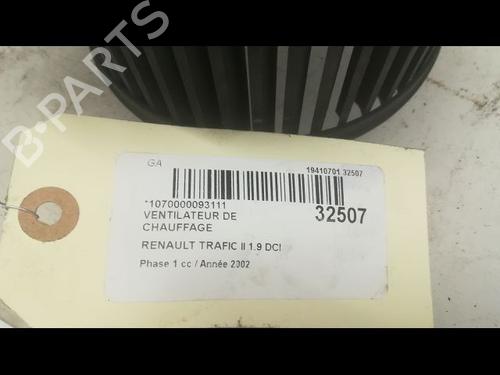 B-PARTS
GA
19410701 32507
*1070000093111
32507
VENTILATEUR DE
CHAUFFAGE
RENAULT TRAFIC II 1.9 DCI
Phase 1 cc / Année 2002